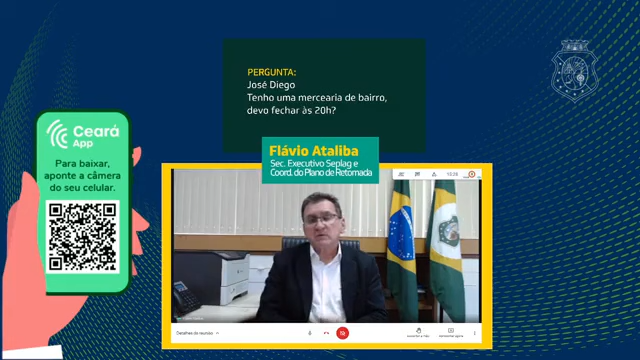 PERGUNTA:
José Diego
Tenho uma mercearia de bairro,
devo fechar às 20h?
Flávio Ataliba
Sec. Executivo Seplag e
Coord. do Plano de Retomada
Ceará
App
Para baixar,
aponte a câmera
do seu celular.
Detalhes da reunião